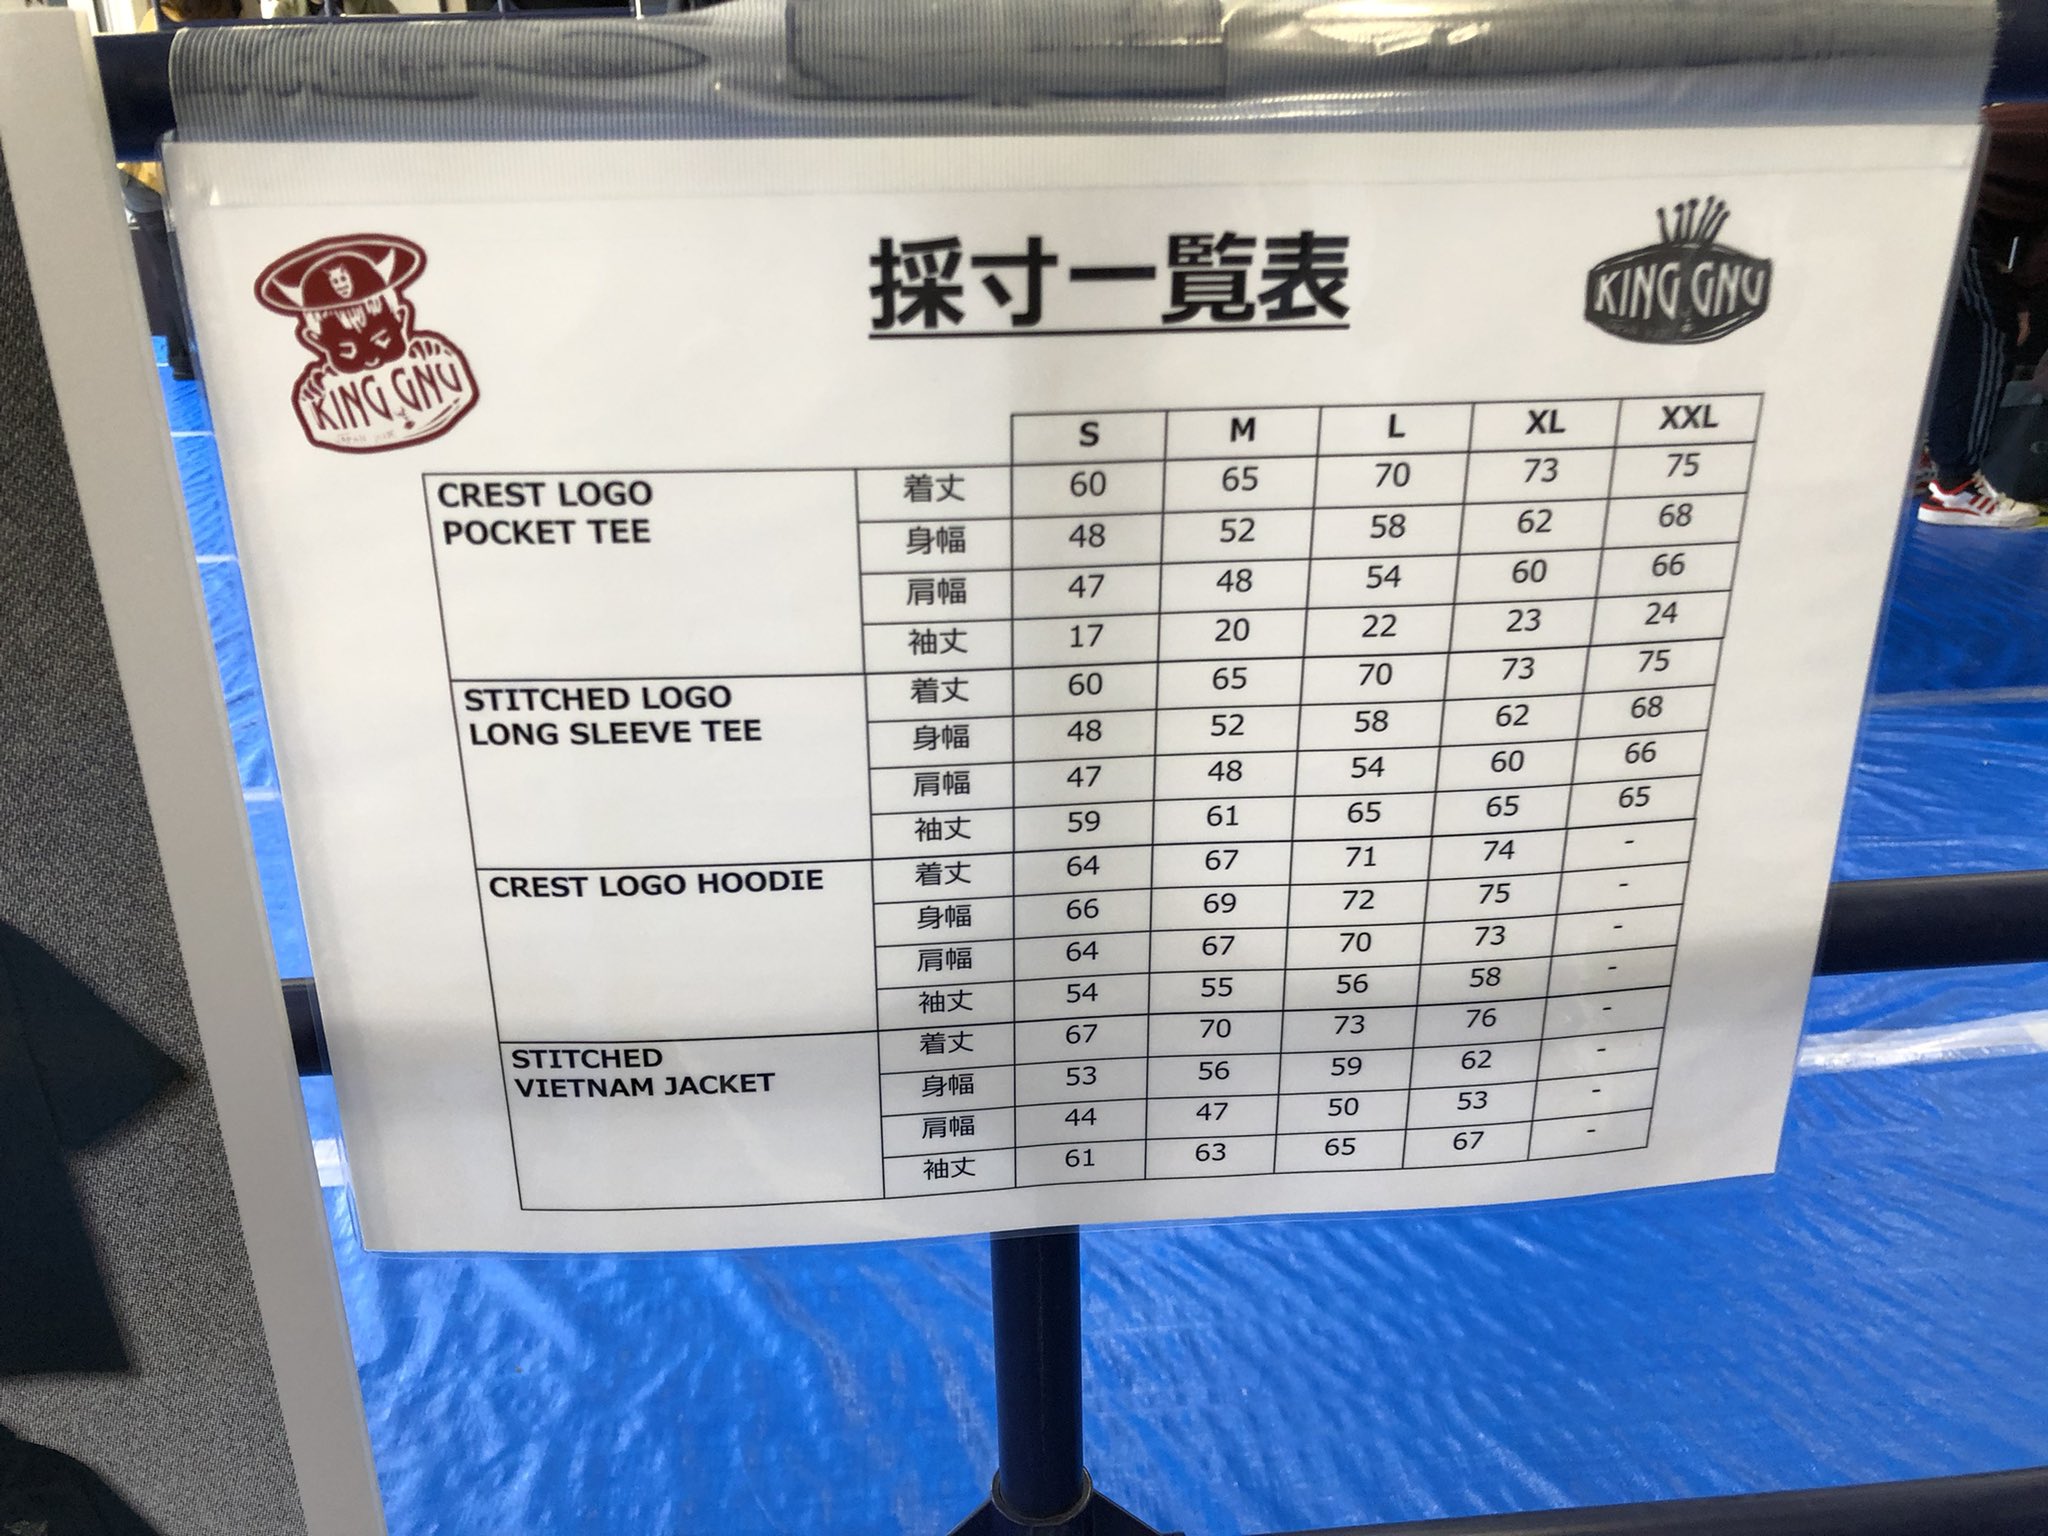 採寸一覧表
KING GNU
KING GNU
S M L XL XXL
CREST LOGO
POCKET TEE
着丈 60 65 70 73 75
身幅 48 52 58 62 68
肩幅 47 48 54 60 66
袖丈 17 20 22 23 24
STITCHED LOGO
LONG SLEEVE TEE
着丈 60 65 70 73 75
身幅 48 52 58 62 68
肩幅 47 48 54 60 66
袖丈 59 61 65 65 65
CREST LOGO HOODIE
着丈 64 67 71 74 -
身幅 66 69 72 75 -
肩幅 64 67 70 73 -
袖丈 54 55 56 58 -
STITCHED
VIETNAM JACKET
着丈 67 70 73 76 -
身幅 53 56 59 62 -
肩幅 44 47 50 53 -
袖丈 61 63 65 67 -